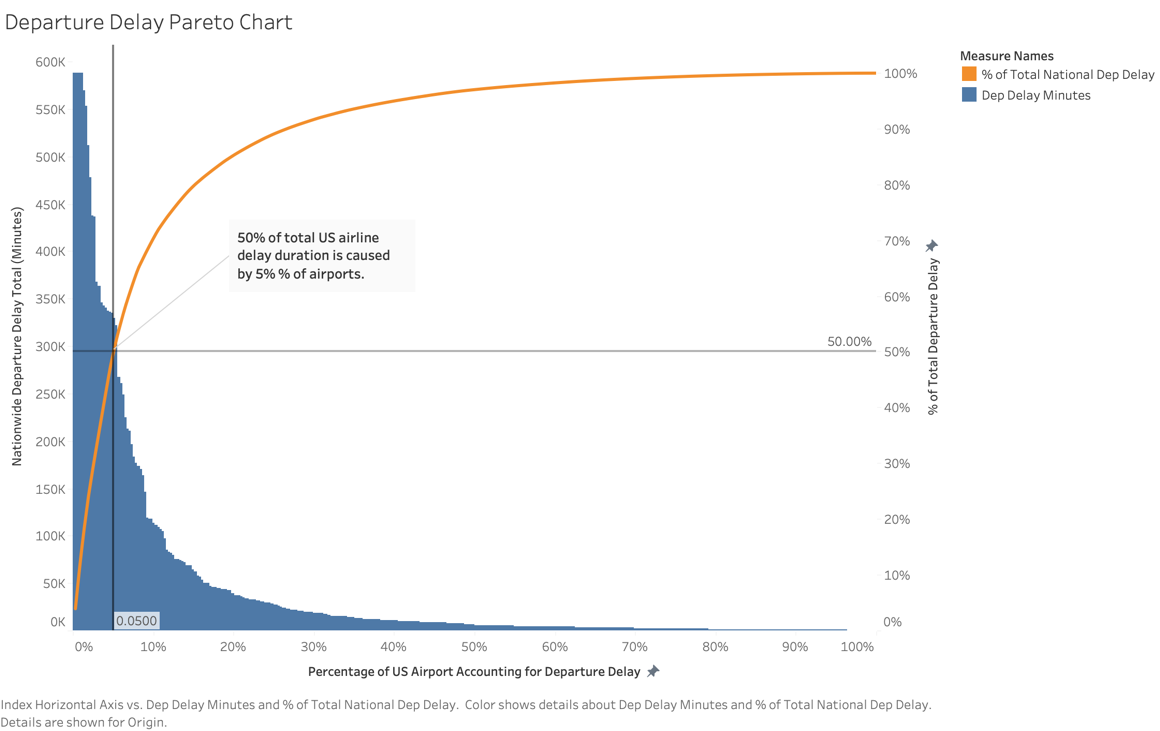 Departure Delay Pareto Chart
Measure Names
% of Total National Dep Delay
Dep Delay Minutes
Nationwide Departure Delay Total (Minutes)
600K
550K
500K
450K
400K
350K
300K
250K
200K
150K
100K
50K
0K
50% of total US airline
delay duration is caused
by 5% % of airports.
50.00%
0.0500
100%
90%
80%
70%
60%
50%
40%
30%
20%
10%
0%
% of Total Departure Delay
0% 10% 20% 30% 40% 50% 60% 70% 80% 90% 100%
Percentage of US Airport Accounting for Departure Delay
Index Horizontal Axis vs. Dep Delay Minutes and % of Total National Dep Delay. Color shows details about Dep Delay Minutes and % of Total National Dep Delay.
Details are shown for Origin.